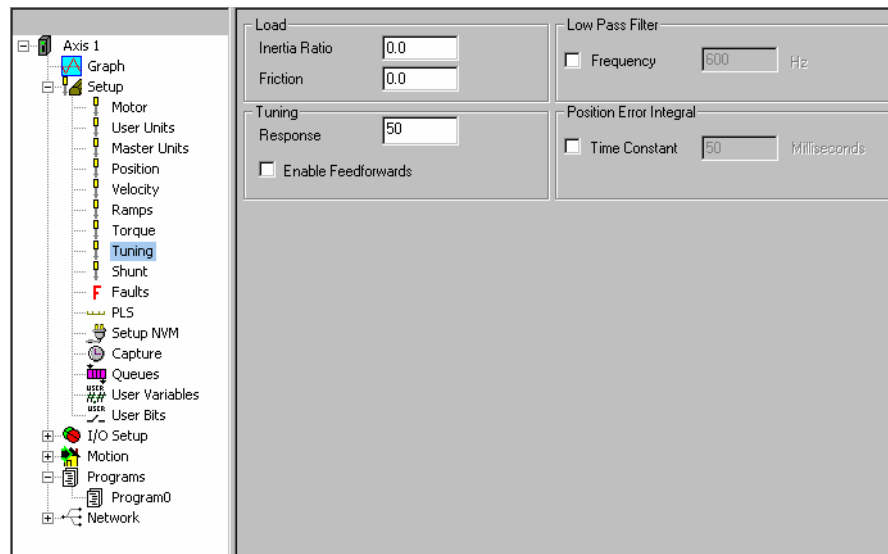 Axis 1
Graph
Setup
Motor
User Units
Master Units
Position
Velocity
Ramps
Torque
Tuning
Shunt
F Faults
PLS
Setup NVM
Capture
Queues
USER #.## User Variables
USER User Bits
I/O Setup
Motion
Programs
Program0
Network
Load
Inertia Ratio 0.0
Friction 0.0
Tuning
Response 50
Enable Feedforwards
Low Pass Filter
Frequency 600 Hz
Position Error Integral
Time Constant 50 Milliseconds